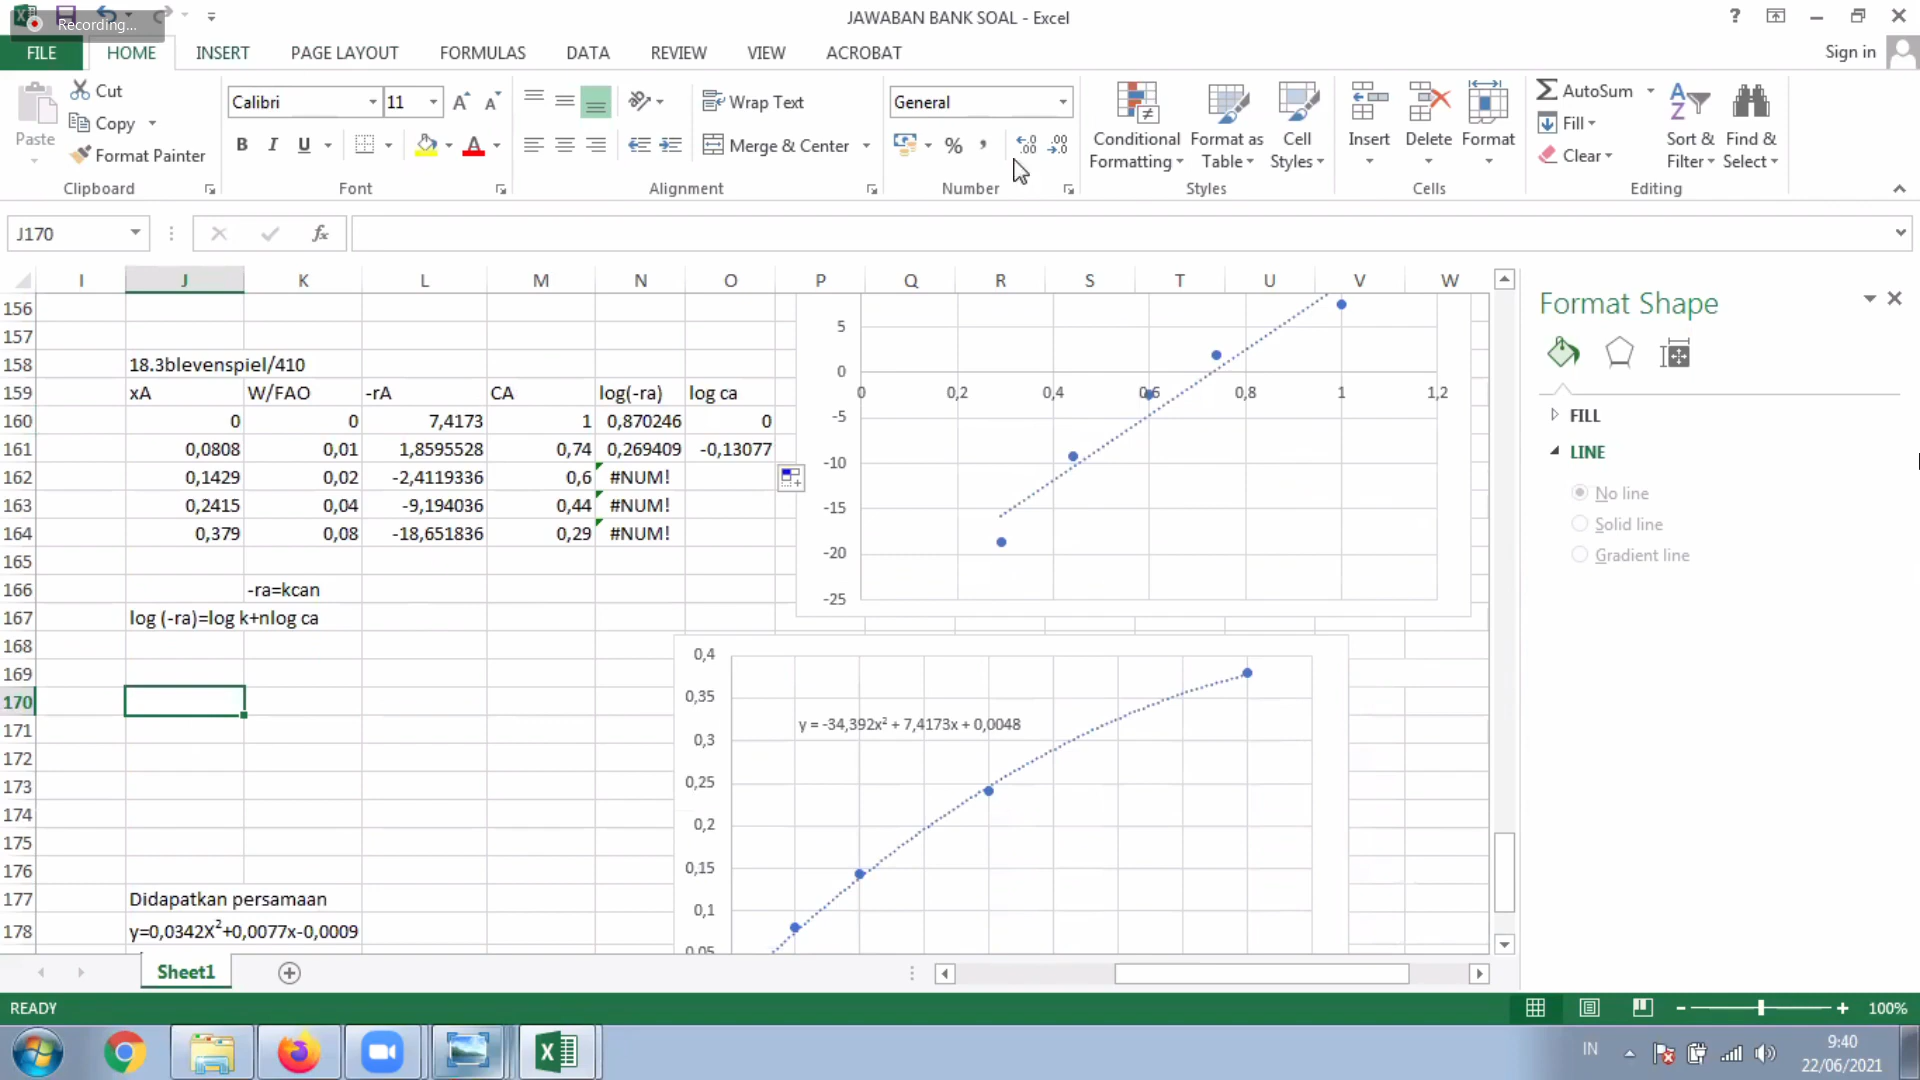 Recording...
JAWABAN BANK SOAL - Excel
FILE HOME INSERT PAGE LAYOUT FORMULAS DATA REVIEW VIEW ACROBAT Sign in
Paste
Cut
Copy
Format Painter
Clipboard
Calibri 11
B I U
A
Font
Wrap Text
Merge & Center
Alignment
General
%
Number
Conditional Formatting
Format as Table
Cell Styles
Styles
Insert
Delete
Format
Cells
AutoSum
Fill
Clear
Sort & Filter
Find & Select
Editing
J170
fx
I J K L M N O P Q R S T U V W
156
157
158 18.3blevenspiel/410
159 xA W/FAO -rA CA log(-ra) log ca
160 0 0 7,4173 1 0,870246 0
161 0,0808 0,01 1,8595528 0,74 0,269409 -0,13077
162 0,1429 0,02 -2,4119336 0,6 #NUM!
163 0,2415 0,04 -9,194036 0,44 #NUM!
164 0,379 0,08 -18,651836 0,29 #NUM!
165
166 -ra=kcan
167 log (-ra)=log k+nlog ca
168
169
170
171
172
173
174
175
176
177 Didapatkan persamaan
178 y=0,0342X²+0,0077x-0,0009
5
0
-5
-10
-15
-20
-25
0 0,2 0,4 0,6 0,8 1 1,2
0,4
0,35
0,3
0,25
0,2
0,15
0,1
0,05
y = -34,392x² + 7,4173x + 0,0048
Format Shape
FILL
LINE
No line
Solid line
Gradient line
Sheet1
READY
100%
IN
9:40
22/06/2021